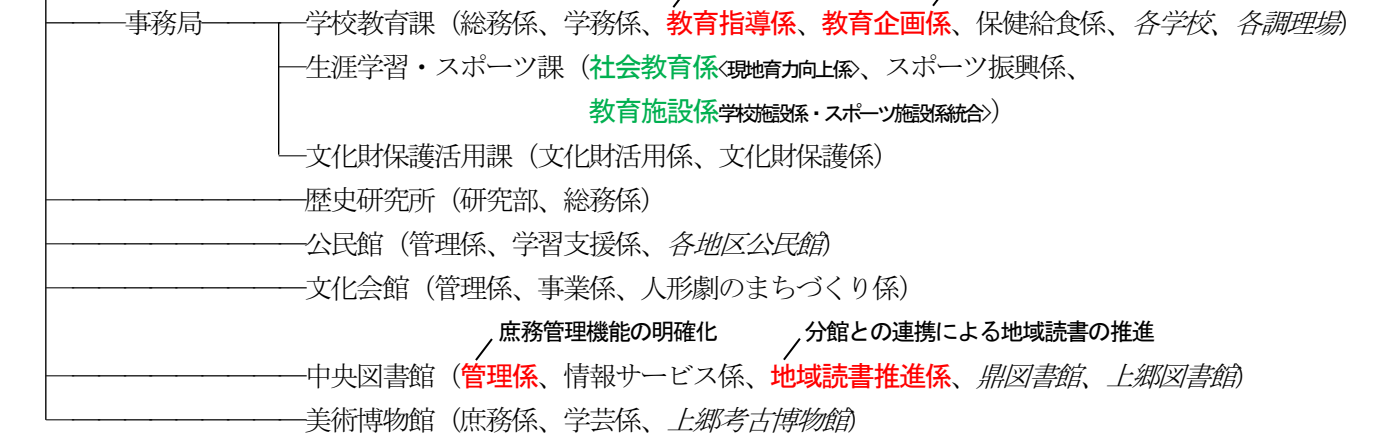 事務局 学校教育課(総務係、学務係、教育指導係、教育企画係、保健給食係、各学校、各調理場)
生涯学習・スポーツ課(社会教育係<現地育力向上係>、スポーツ振興係、
教育施設係学校施設係・スポーツ施設係統合>)
文化財保護活用課(文化財活用係、文化財保護係)
歴史研究所(研究部、総務係)
公民館(管理係、学習支援係、各地区公民館)
文化会館(管理係、事業係、人形劇のまちづくり係)
庶務管理機能の明確化 分館との連携による地域読書の推進
中央図書館(管理係、情報サービス係、地域読書推進係、鼎図書館、上郷図書館)
美術博物館(庶務係、学芸係、上郷考古博物館)